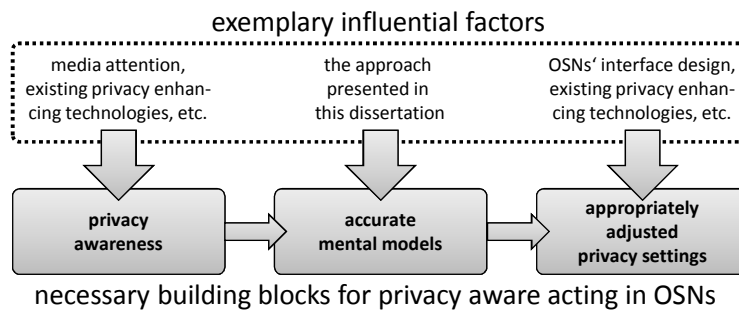 exemplary influential factors
media attention,
existing privacy enhan-
cing technologies, etc.
the approach
presented in
this dissertation
OSNs‘ interface design,
existing privacy enhan-
cing technologies, etc.
privacy
awareness
accurate
mental models
appropriately
adjusted
privacy settings
necessary building blocks for privacy aware acting in OSNs